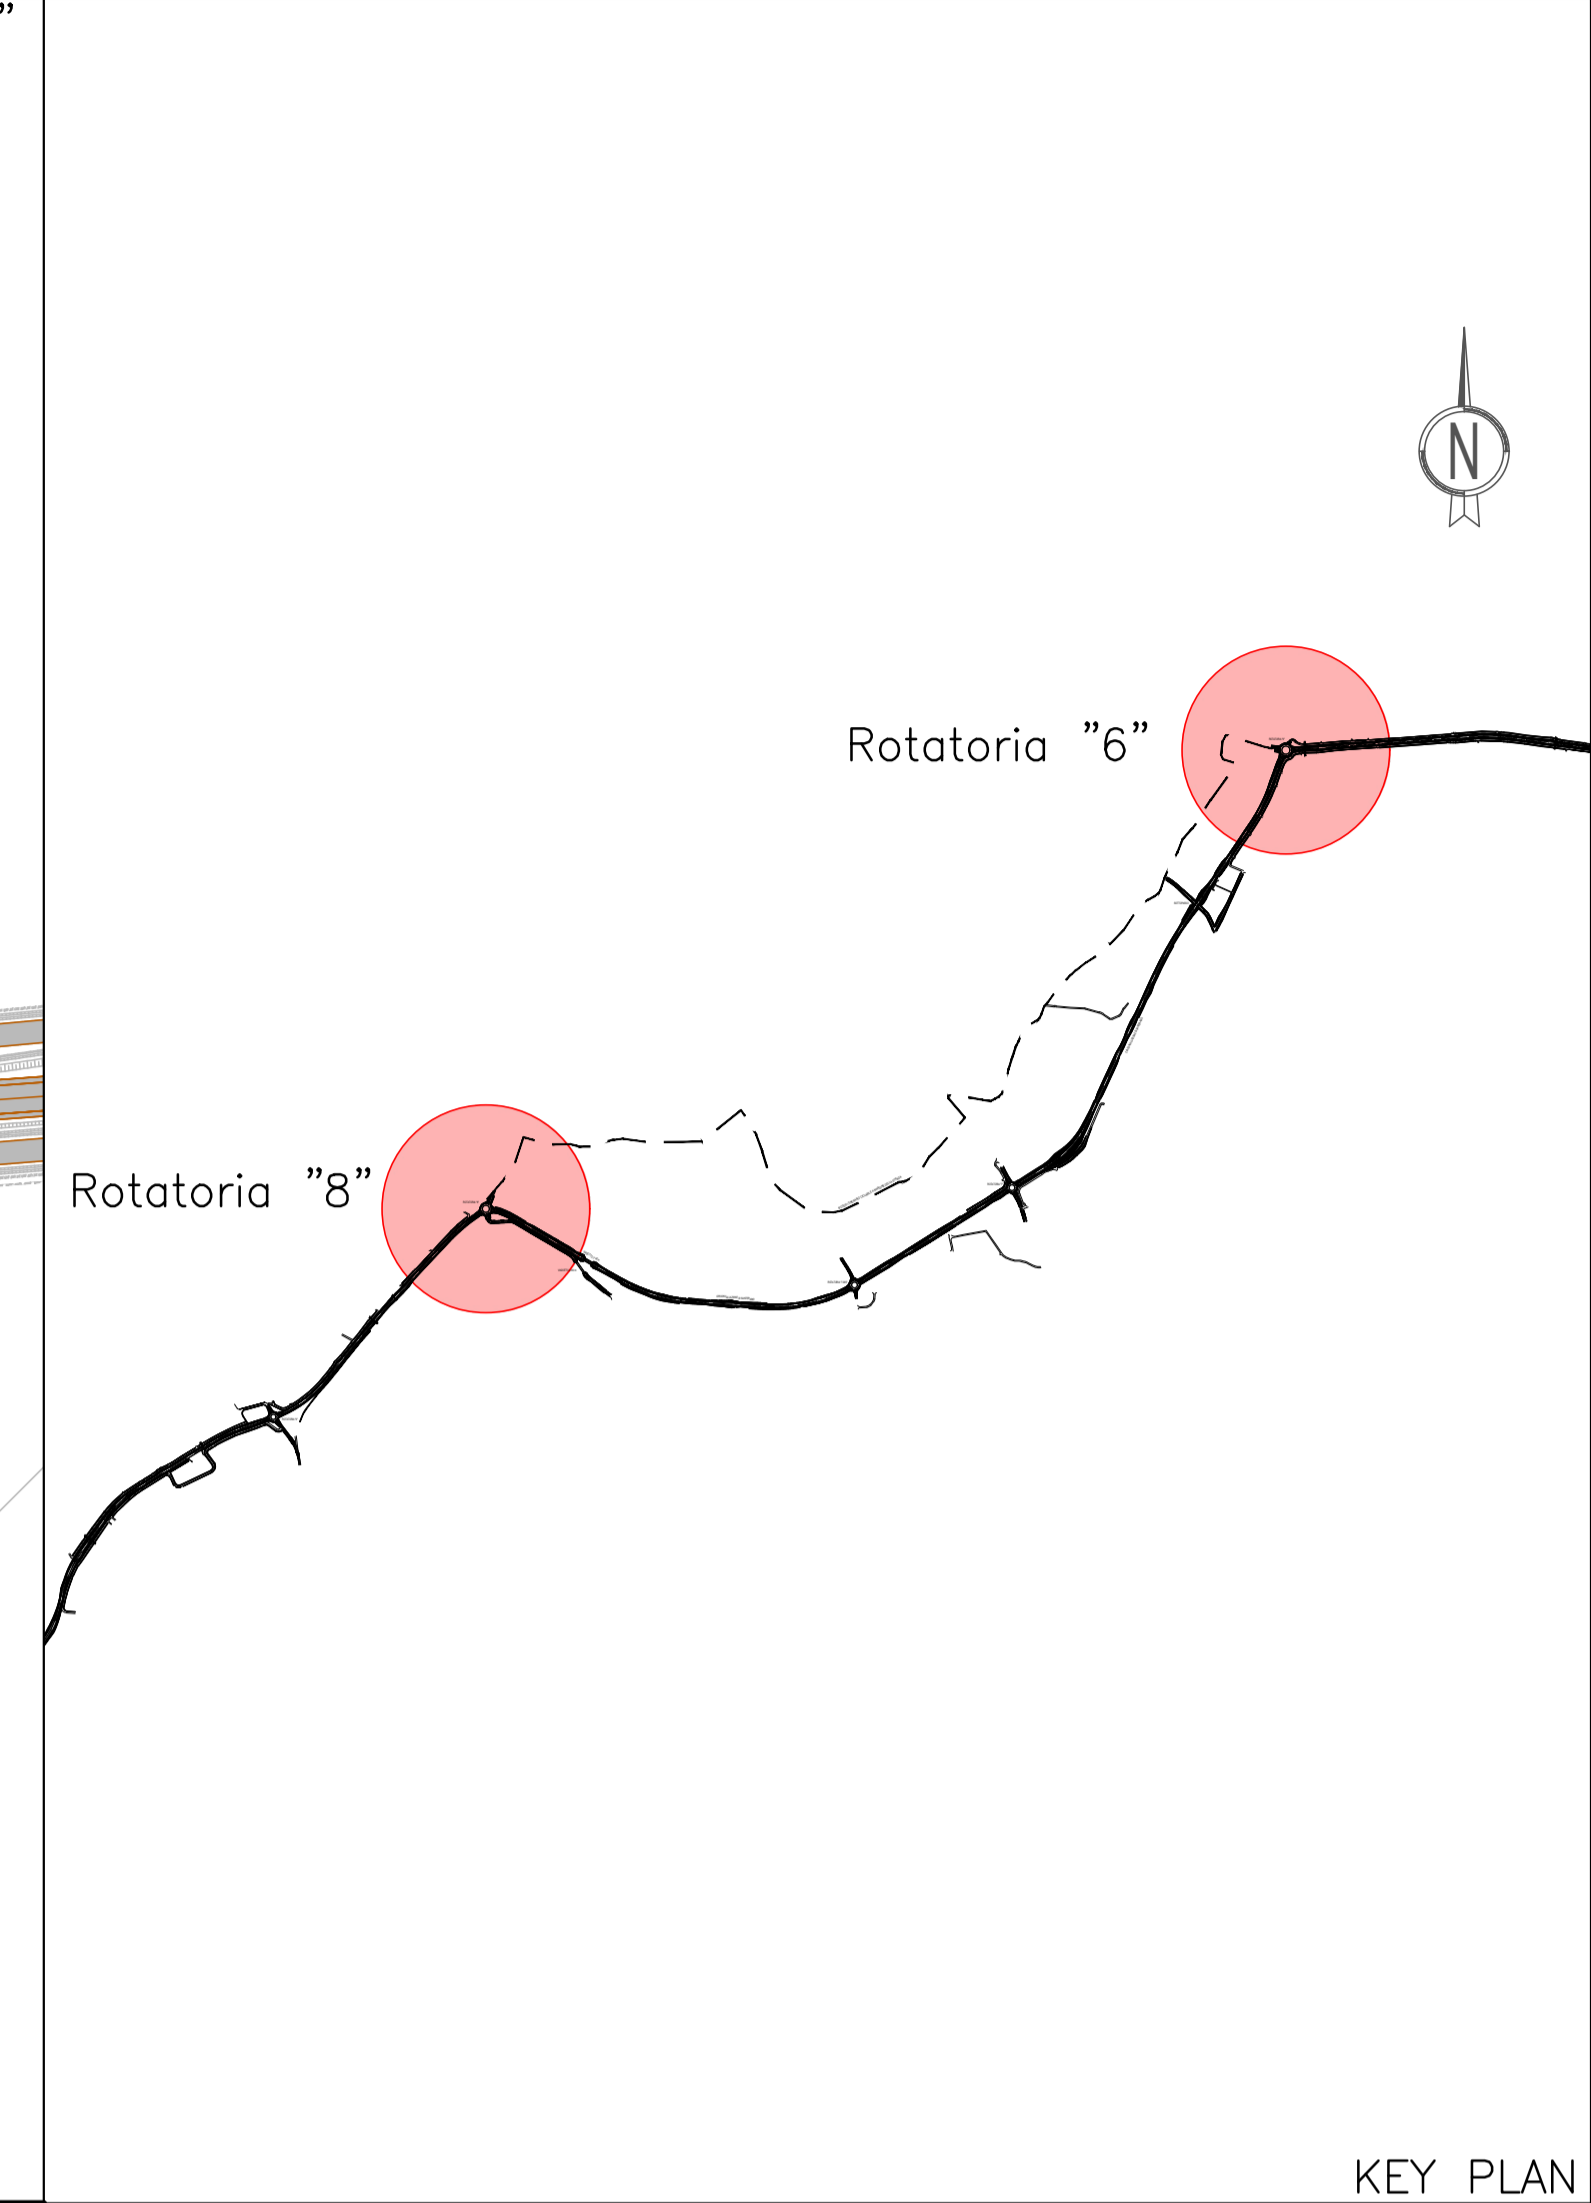 ”
N
Rotatoria ”6”
Rotatoria ”8”
KEY PLAN